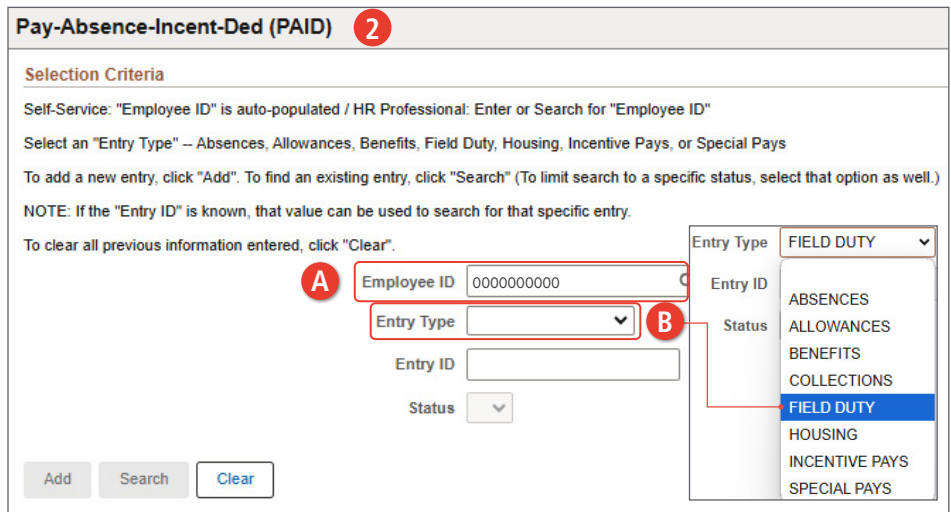 Pay-Absence-Incent-Ded (PAID) 2
Selection Criteria
Self-Service: "Employee ID" is auto-populated / HR Professional: Enter or Search for "Employee ID"
Select an "Entry Type" -- Absences, Allowances, Benefits, Field Duty, Housing, Incentive Pays, or Special Pays
To add a new entry, click "Add". To find an existing entry, click "Search" (To limit search to a specific status, select that option as well.)
NOTE: If the "Entry ID" is known, that value can be used to search for that specific entry.
To clear all previous information entered, click "Clear".
A Employee ID 0000000000
Entry Type B
Entry ID
Status
Add Search Clear
Entry Type FIELD DUTY
Entry ID
Status
ABSENCES
ALLOWANCES
BENEFITS
COLLECTIONS
FIELD DUTY
HOUSING
INCENTIVE PAYS
SPECIAL PAYS